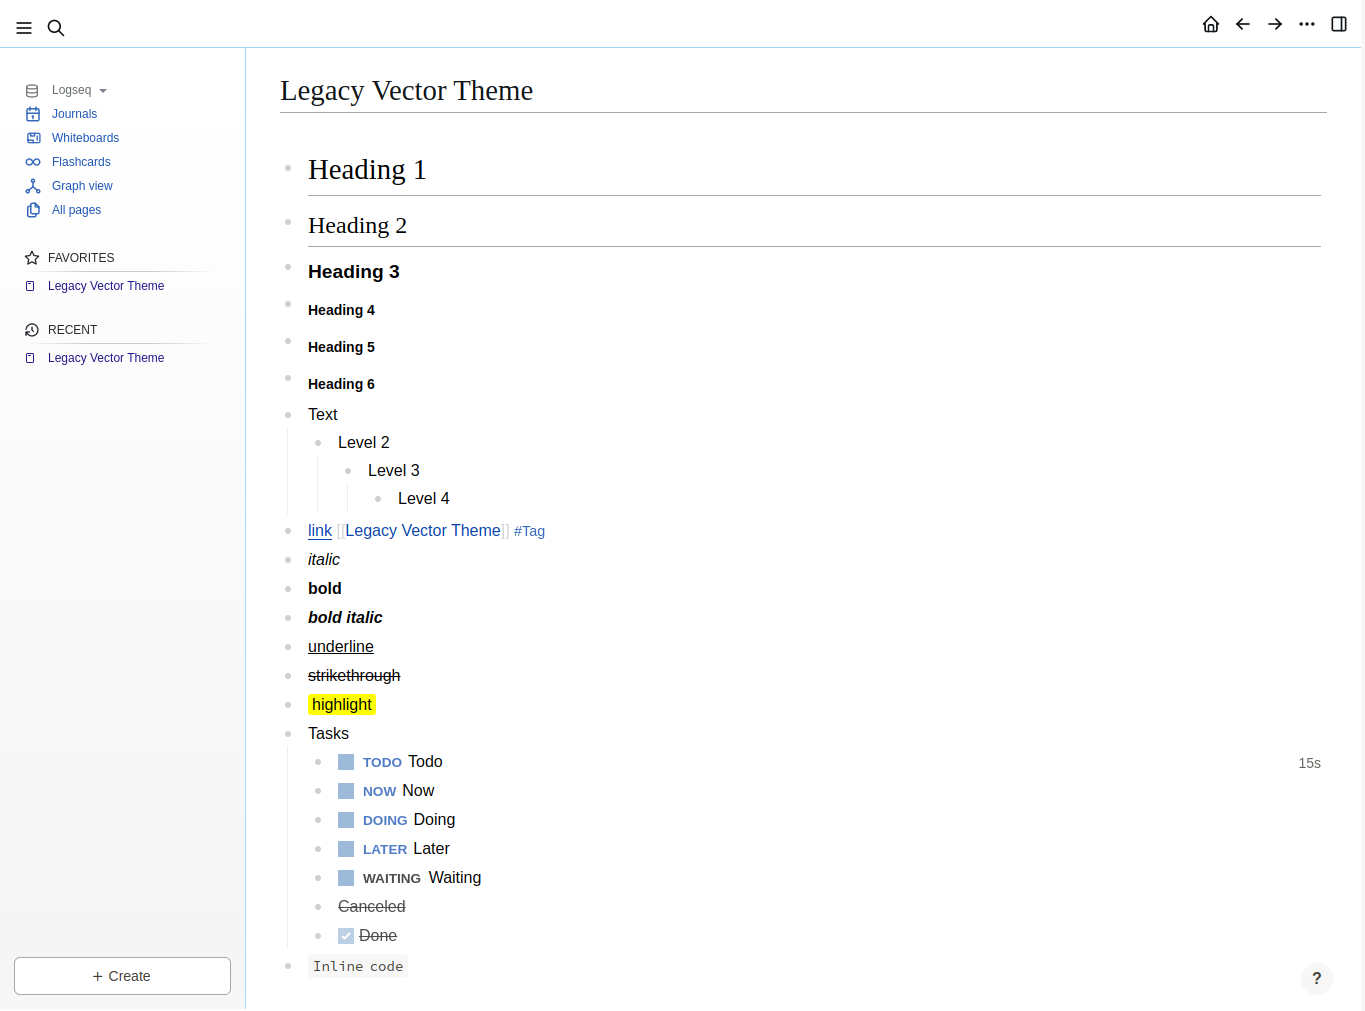 Logseq
Journals
Whiteboards
Flashcards
Graph view
All pages
FAVORITES
Legacy Vector Theme
RECENT
Legacy Vector Theme
+ Create
Legacy Vector Theme
Heading 1
Heading 2
Heading 3
Heading 4
Heading 5
Heading 6
Text
Level 2
Level 3
Level 4
link [[Legacy Vector Theme]] #Tag
italic
bold
bold italic
underline
strikethrough
highlight
Tasks
TODO Todo 15s
NOW Now
DOING Doing
LATER Later
WAITING Waiting
Canceled
Done
Inline code
?